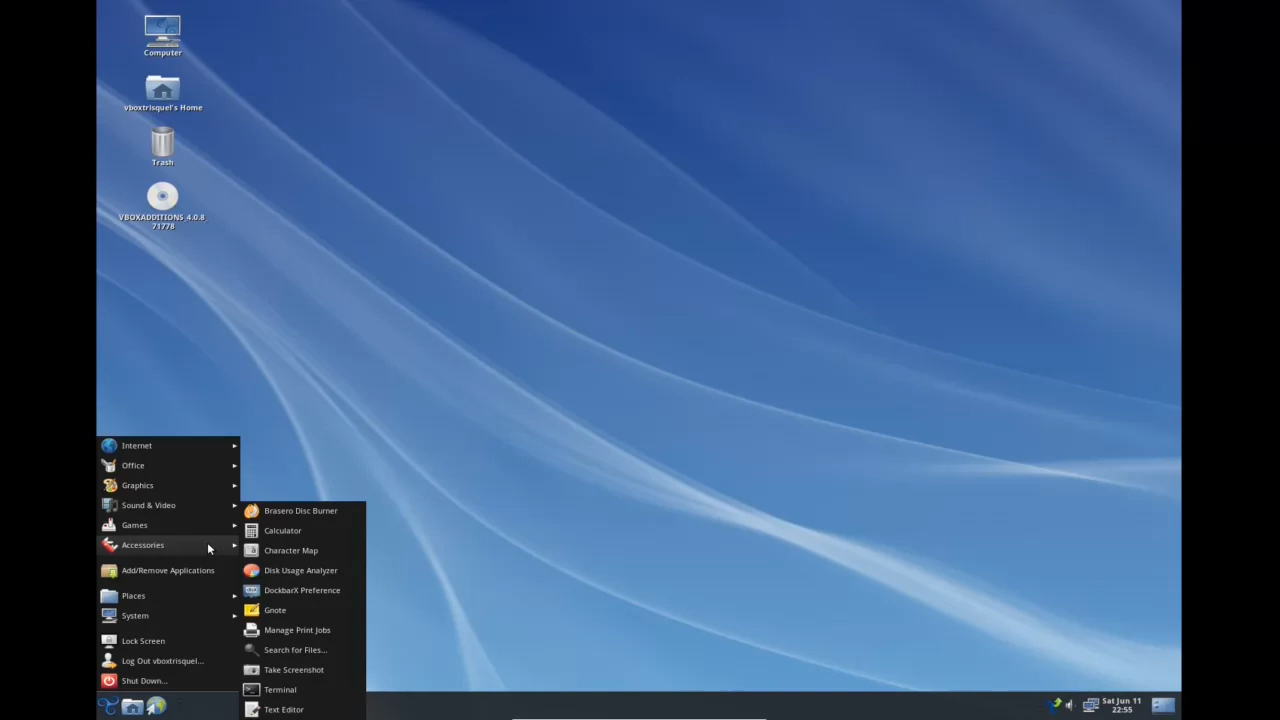 Computer
vboxtrisquel's Home
Trash
VBOXADDITIONS_4.0.8_
71778
Internet
Office
Graphics
Sound & Video
Games
Accessories
Add/Remove Applications
Places
System
Lock Screen
Log Out vboxtrisquel...
Shut Down...
Brasero Disc Burner
Calculator
Character Map
Disk Usage Analyzer
DockbarX Preference
Gnote
Manage Print Jobs
Search for Files...
Take Screenshot
Terminal
Text Editor
Sat Jun 11
22:55